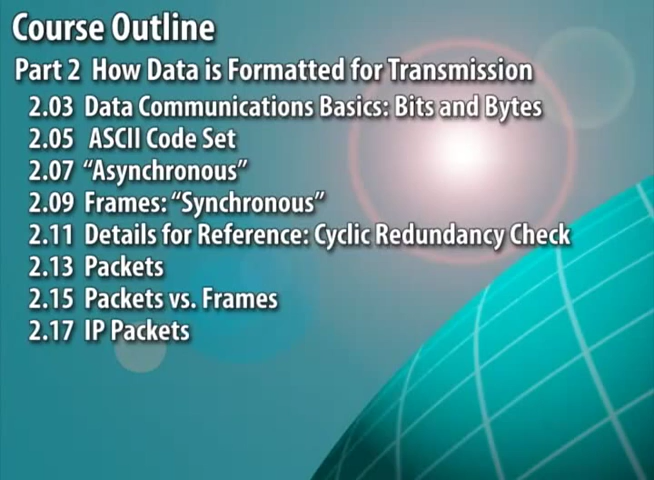 Course Outline
Part 2 How Data is Formatted for Transmission
2.03 Data Communications Basics: Bits and Bytes
2.05 ASCII Code Set
2.07 “Asynchronous”
2.09 Frames: “Synchronous”
2.11 Details for Reference: Cyclic Redundancy Check
2.13 Packets
2.15 Packets vs. Frames
2.17 IP Packets